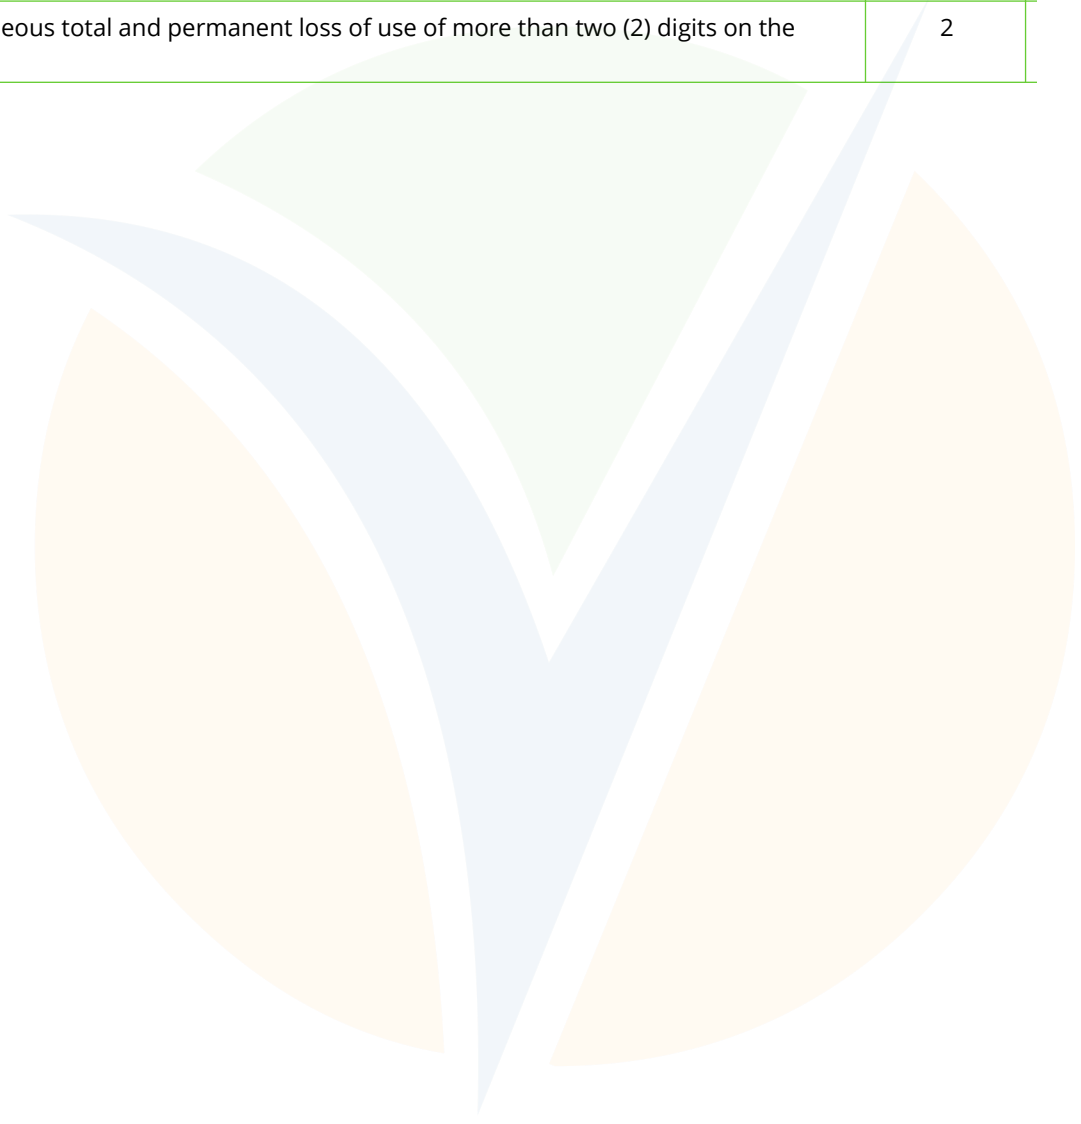 eous total and permanent loss of use of more than two (2) digits on the
2